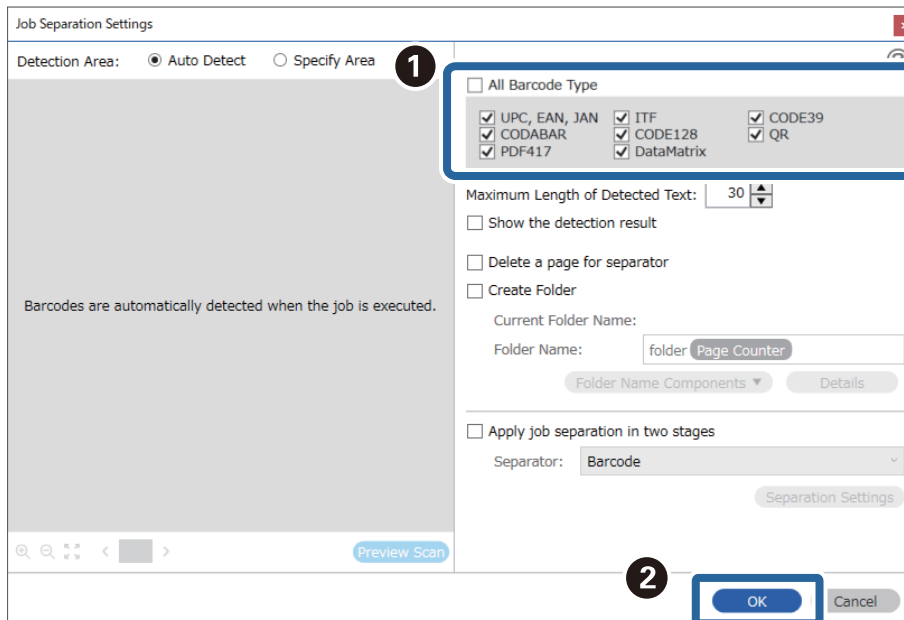 Job Separation Settings
Detection Area: Auto Detect Specify Area
Barcodes are automatically detected when the job is executed.
Preview Scan
1
All Barcode Type
UPC, EAN, JAN ITF CODE39
CODABAR CODE128 QR
PDF417 DataMatrix
Maximum Length of Detected Text: 30
Show the detection result
Delete a page for separator
Create Folder
Current Folder Name:
Folder Name: folder Page Counter
Folder Name Components Details
Apply job separation in two stages
Separator: Barcode
Separation Settings
2
OK Cancel